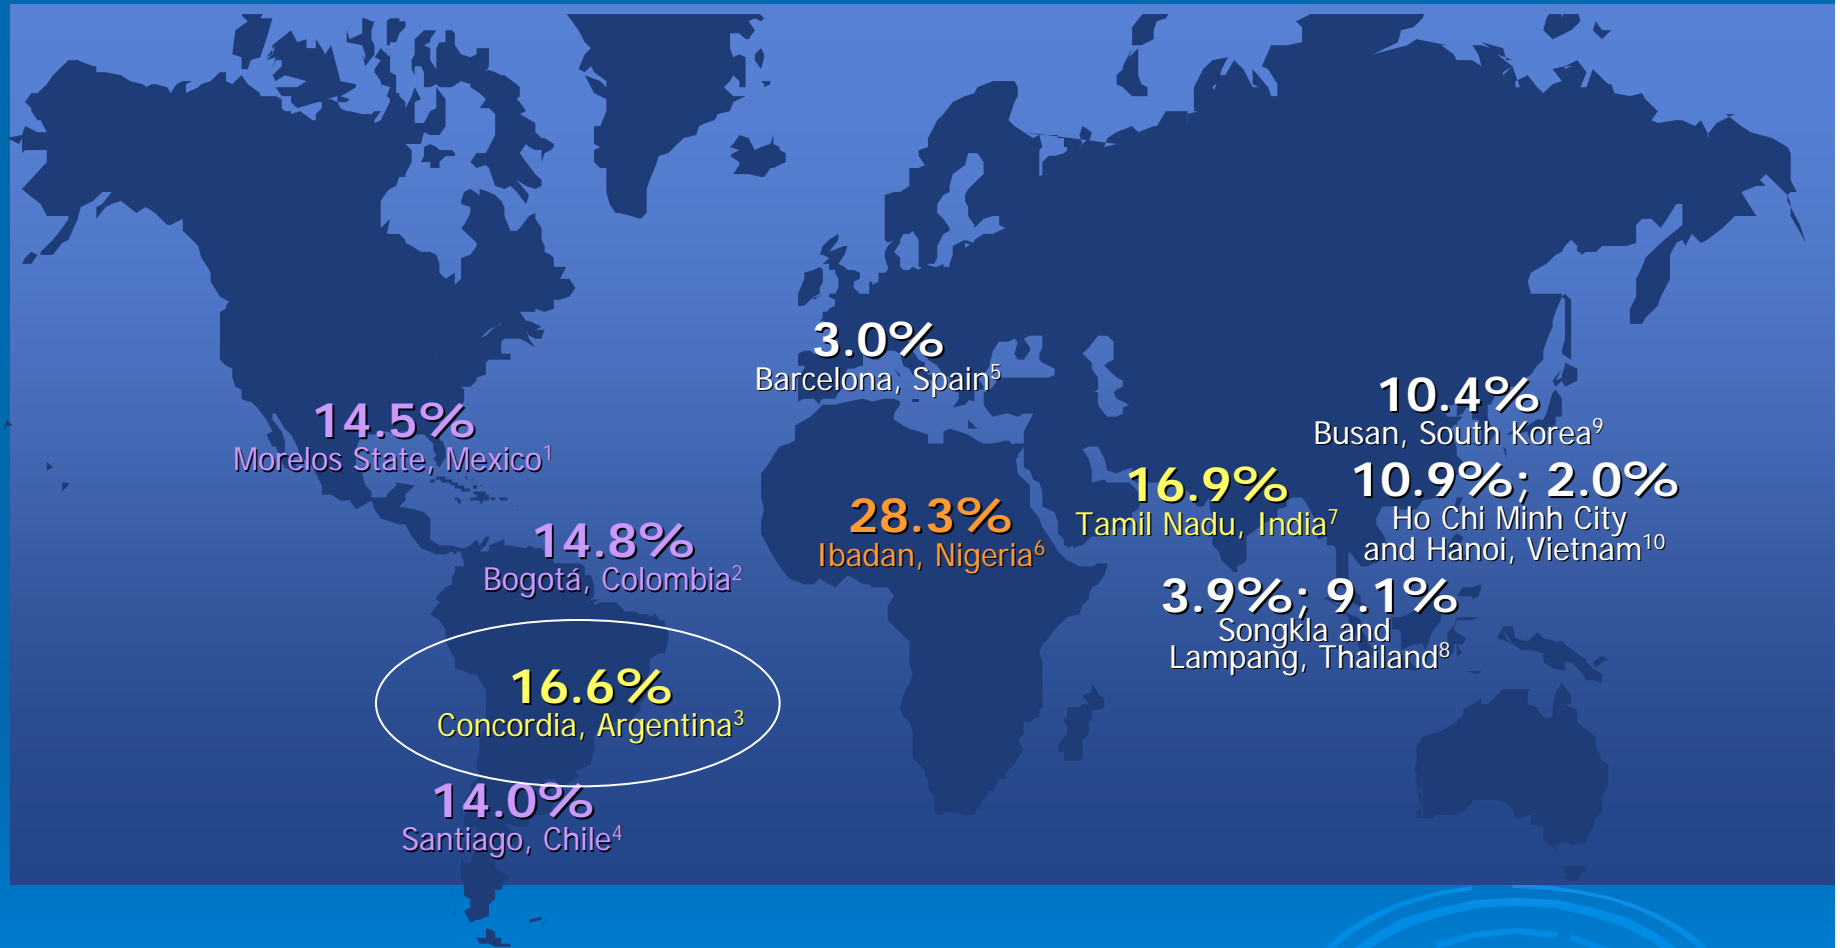 3.0%
Barcelona, Spain⁵
14.5%
Morelos State, Mexico¹
10.4%
Busan, South Korea⁹
16.9%
Tamil Nadu, India⁷
10.9%; 2.0%
Ho Chi Minh City
and Hanoi, Vietnam¹⁰
28.3%
Ibadan, Nigeria⁶
14.8%
Bogotá, Colombia²
3.9%; 9.1%
Songkla and
Lampang, Thailand⁸
16.6%
Concordia, Argentina³
14.0%
Santiago, Chile⁴